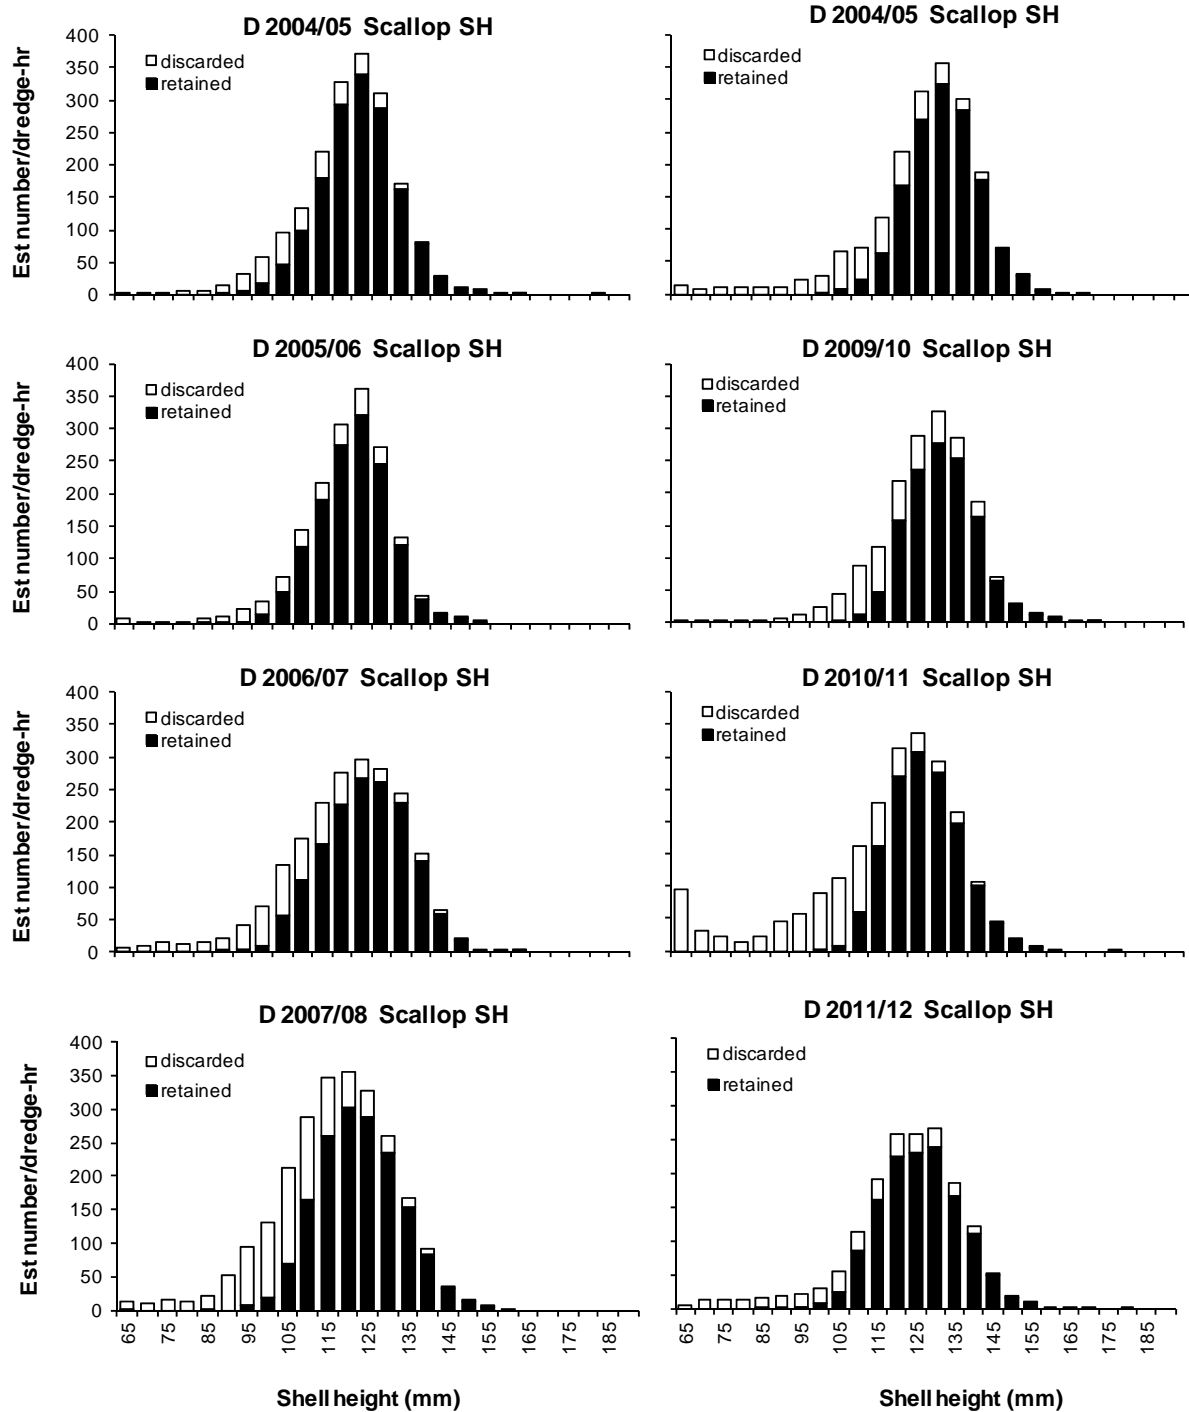 D 2004/05 Scallop SH
discarded
retained
400
350
300
250
200
150
100
50
0
Est number/dredge-hr
D 2004/05 Scallop SH
discarded
retained
D 2005/06 Scallop SH
discarded
retained
400
350
300
250
200
150
100
50
0
Est number/dredge-hr
D 2009/10 Scallop SH
discarded
retained
D 2006/07 Scallop SH
discarded
retained
400
350
300
250
200
150
100
50
0
Est number/dredge-hr
D 2010/11 Scallop SH
discarded
retained
D 2007/08 Scallop SH
discarded
retained
400
350
300
250
200
150
100
50
0
Est number/dredge-hr
65 75 85 95 105 115 125 135 145 155 165 175 185
Shell height (mm)
D 2011/12 Scallop SH
discarded
retained
65 75 85 95 105 115 125 135 145 155 165 175 185
Shell height (mm)